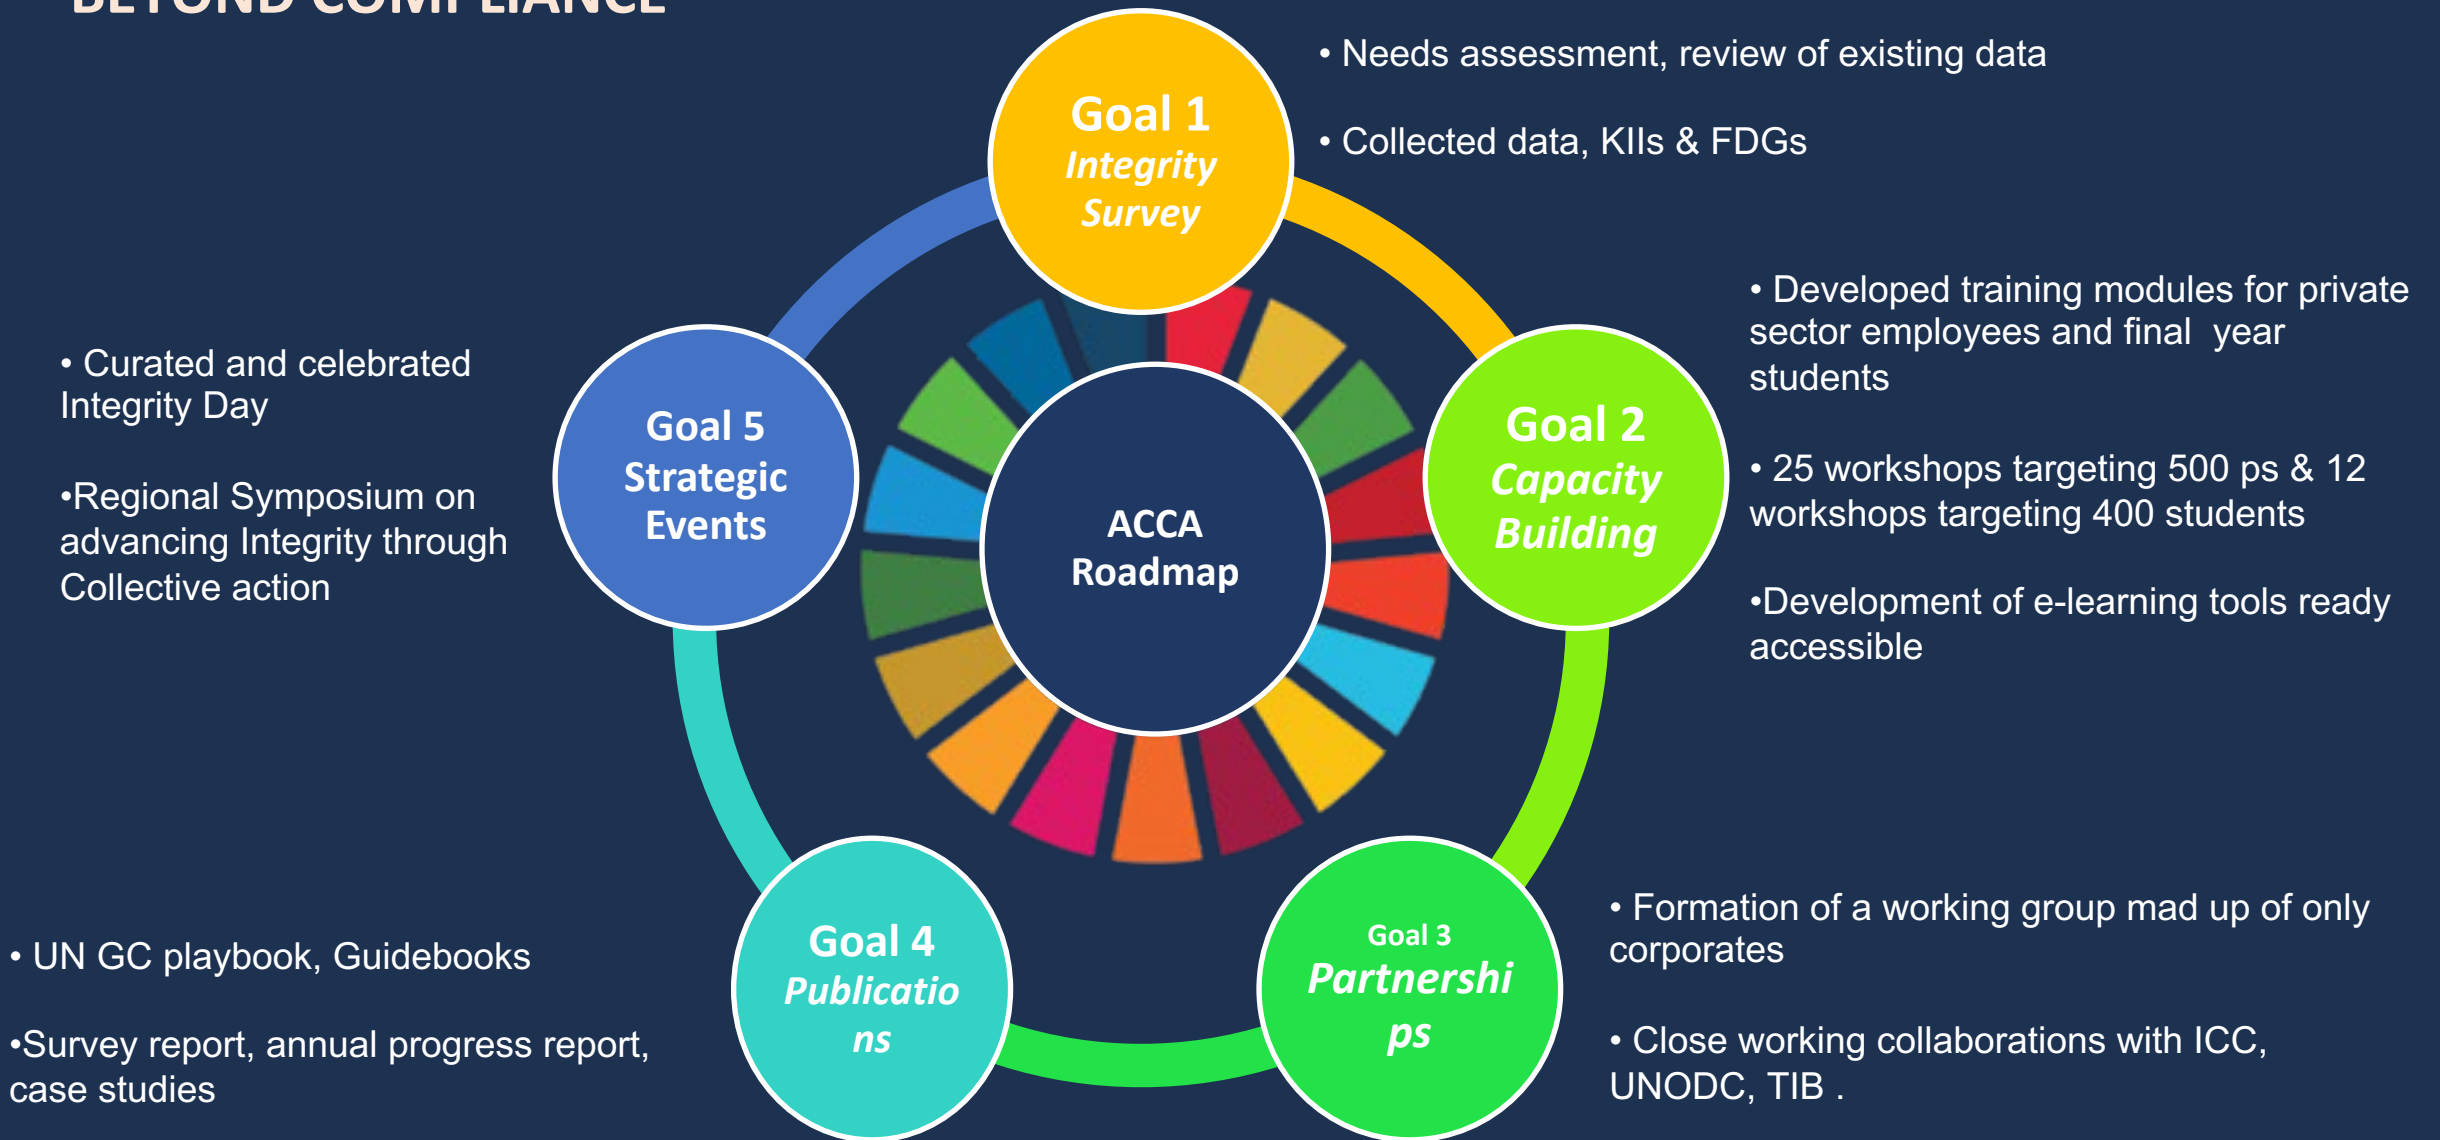 BEYOND COMPLIANCE
Goal 1
Integrity
Survey
• Needs assessment, review of existing data
• Collected data, KIIs & FDGs
Goal 2
Capacity
Building
• Developed training modules for private
sector employees and final  year
students
• 25 workshops targeting 500 ps & 12
workshops targeting 400 students
•Development of e-learning tools ready
accessible
Goal 3
Partnershi
ps
• Formation of a working group mad up of only
corporates
• Close working collaborations with ICC,
UNODC, TIB .
Goal 4
Publicatio
ns
• UN GC playbook, Guidebooks
•Survey report, annual progress report,
case studies
Goal 5
Strategic
Events
• Curated and celebrated
Integrity Day
•Regional Symposium on
advancing Integrity through
Collective action
ACCA
Roadmap